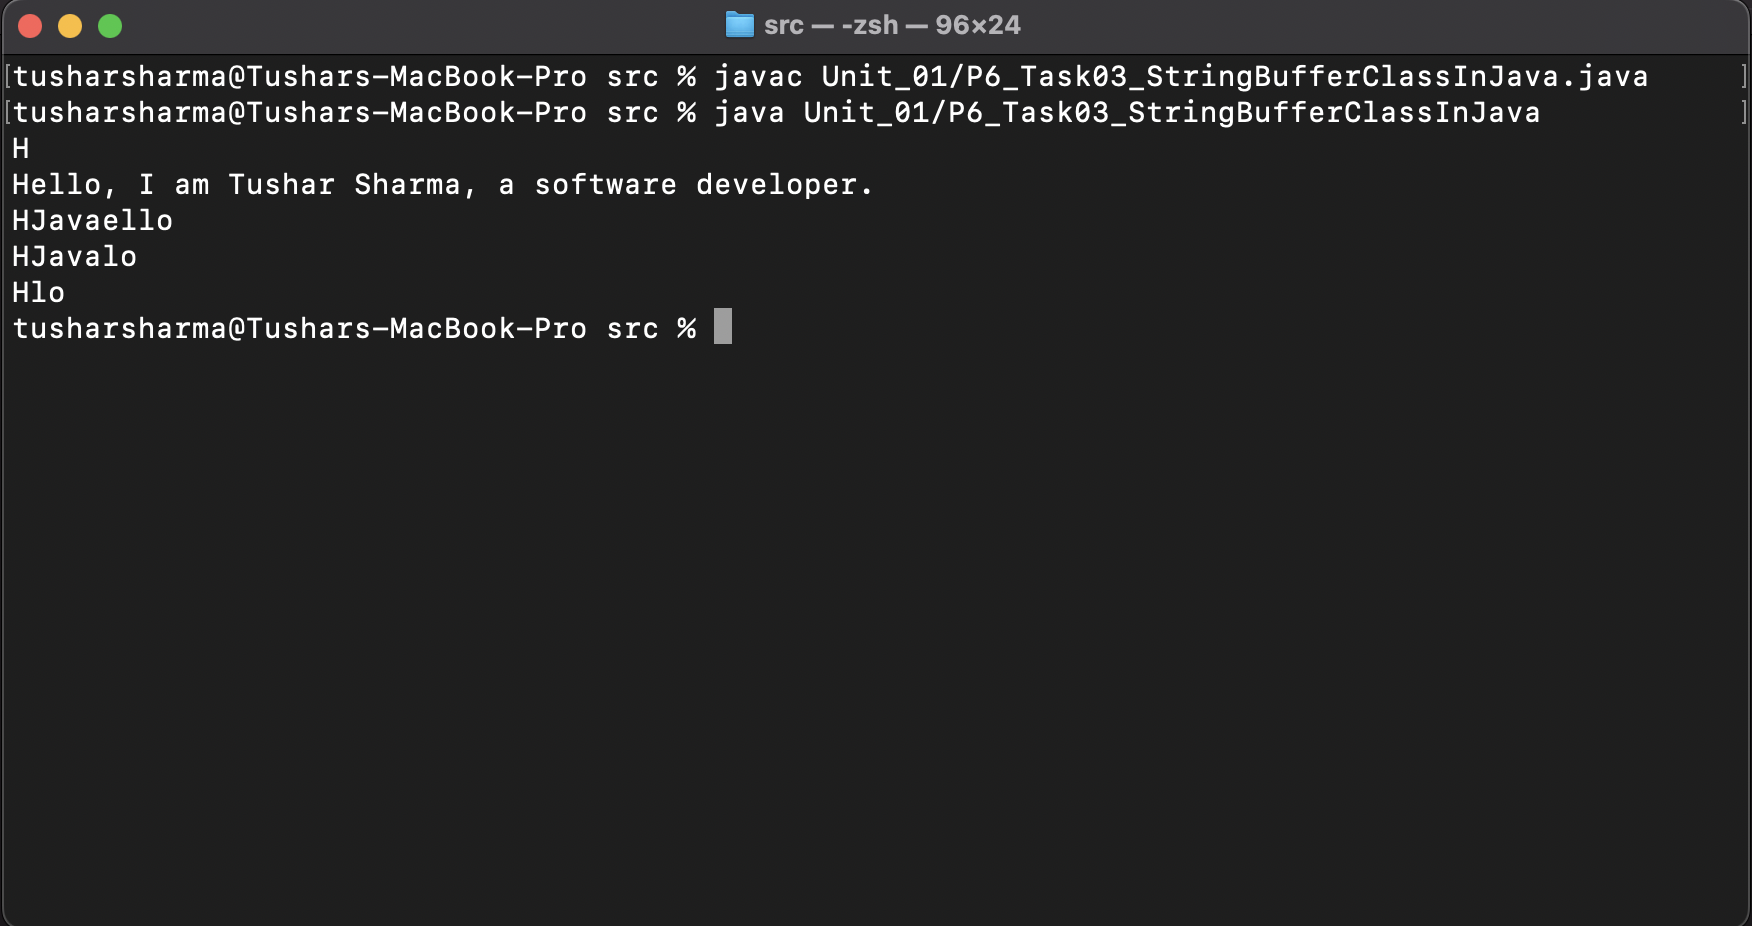 src — -zsh — 96×24
[tusharsharma@Tushars-MacBook-Pro src % javac Unit_01/P6_Task03_StringBufferClassInJava.java ]
[tusharsharma@Tushars-MacBook-Pro src % java Unit_01/P6_Task03_StringBufferClassInJava ]
H
Hello, I am Tushar Sharma, a software developer.
HJavaello
HJavalo
Hlo
tusharsharma@Tushars-MacBook-Pro src %